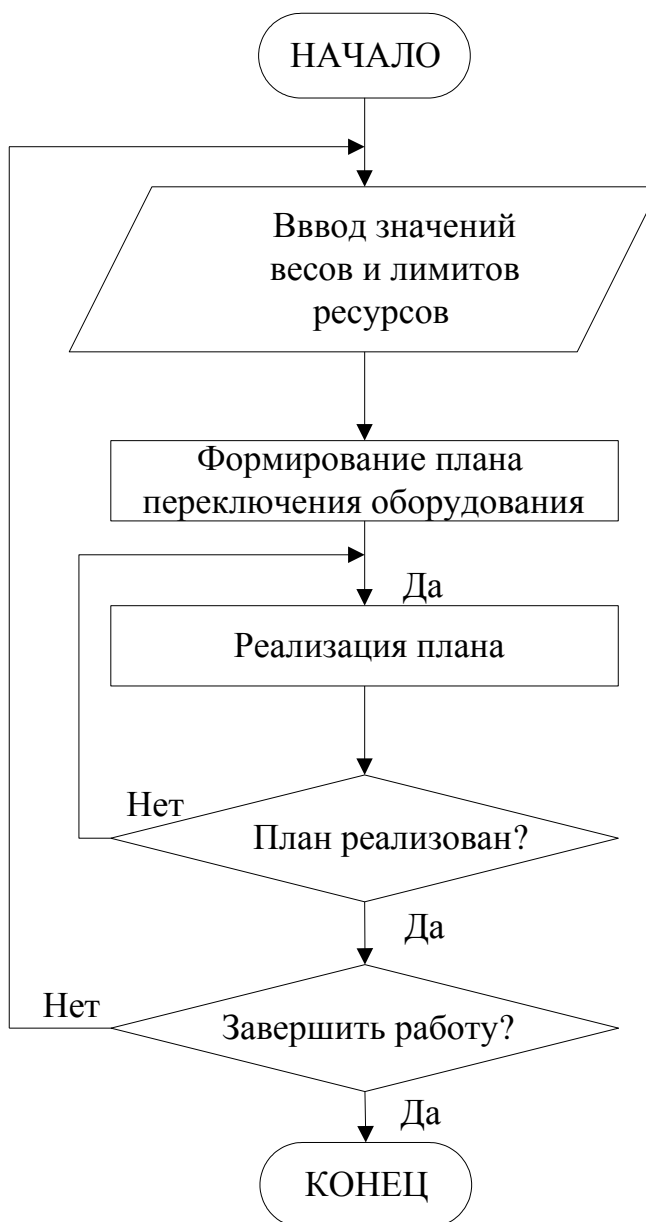 НАЧАЛО
Вввод значений
весов и лимитов
ресурсов
Формирование плана
переключения оборудования
Да
Реализация плана
Нет
План реализован?
Да
Нет
Завершить работу?
Да
КОНЕЦ